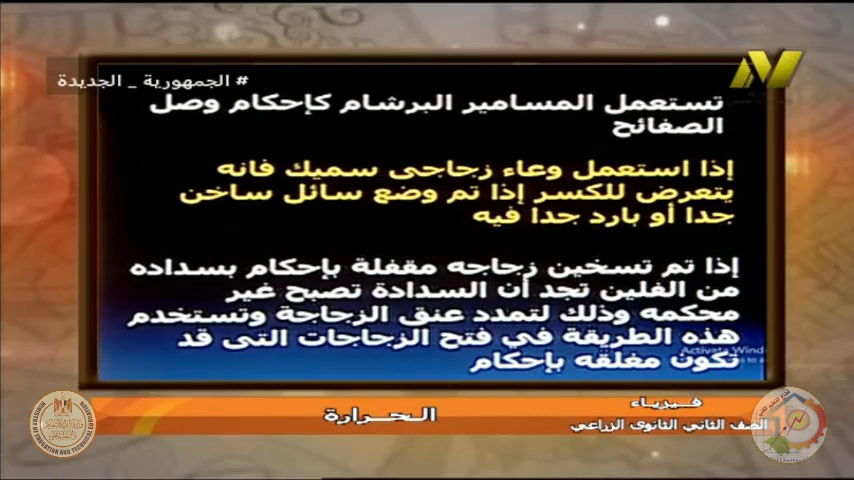 # الجمهورية _ الجديدة
تستعمل المسامير البرشام كإحكام وصل
الصفائح
إذا استعمل وعاء زجاجى سميك فانه
يتعرض للكسر إذا تم وضع سائل ساخن
جدا أو بارد جدا فيه
إذا تم تسخين زجاجه مقفلة بإحكام بسداده
من الفلين تجد أن السدادة تصبح غير
محكمه وذلك لتمدد عنق الزجاجة وتستخدم
هذه الطريقة في فتح الزجاجات التى قد
تكون مغلقه بإحكام
Activate Wind
فيزياء
الحرارة
الصف الثاني الثانوى الزراعي